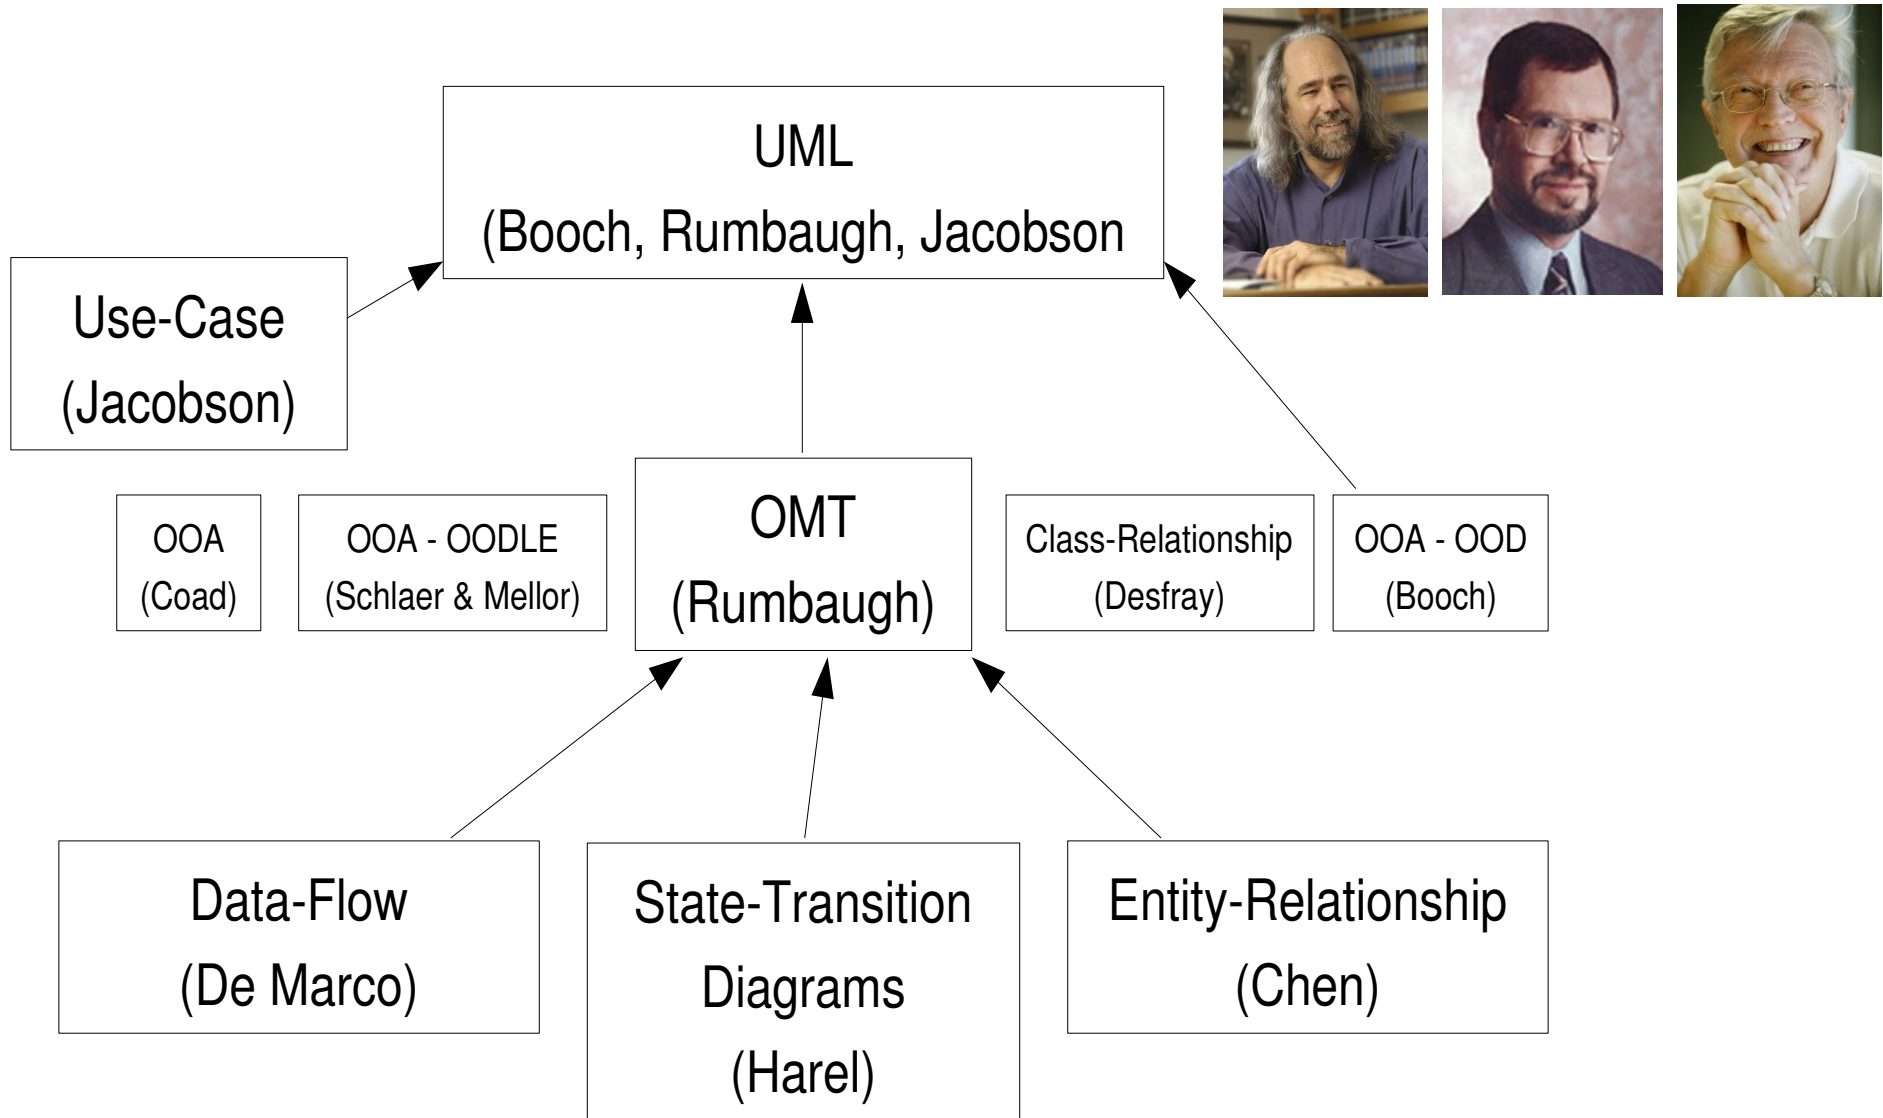 UML
(Booch, Rumbaugh, Jacobson
Use-Case
(Jacobson)
OOA
(Coad)
OOA - OODLE
(Schlaer & Mellor)
OMT
(Rumbaugh)
Class-Relationship
(Desfray)
OOA - OOD
(Booch)
Data-Flow
(De Marco)
State-Transition
Diagrams
(Harel)
Entity-Relationship
(Chen)